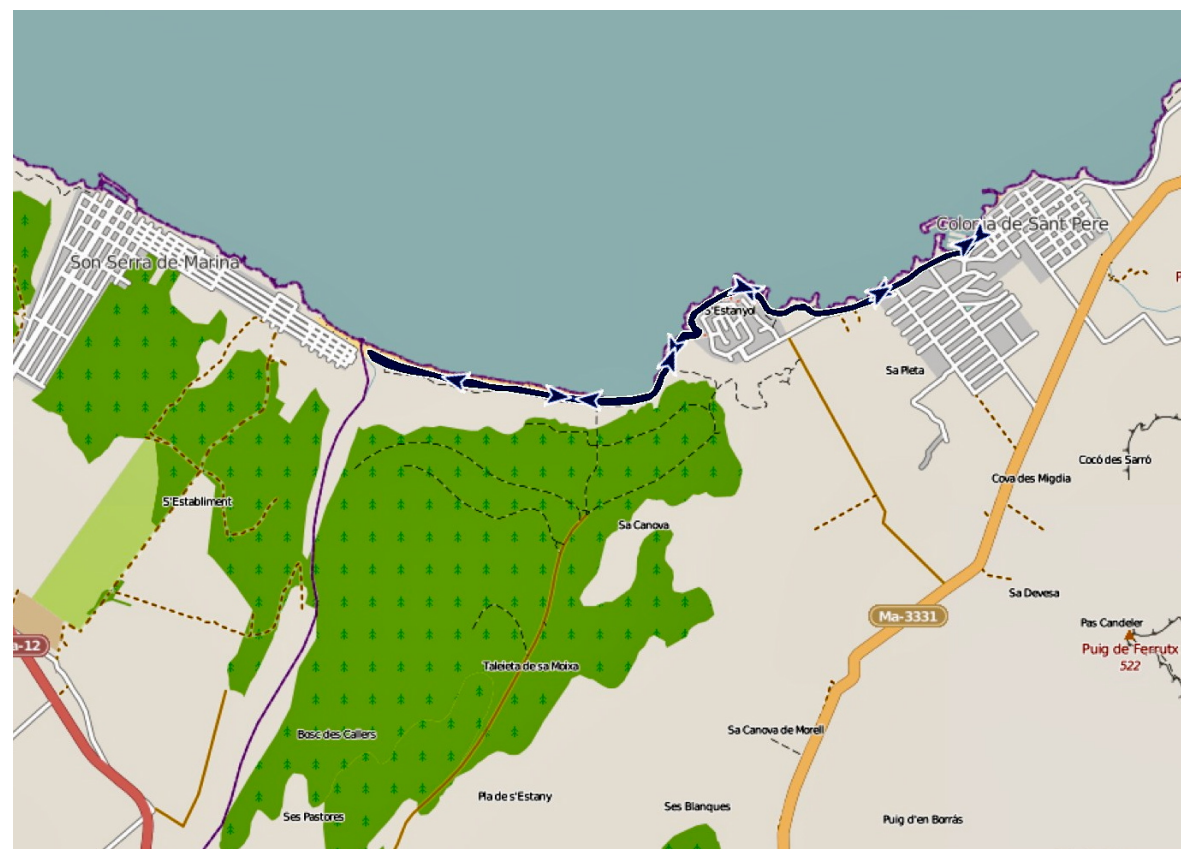 Colonia de Sant Pere
Son Serra de Marina
S'Estanyol
Sa Pleta
Cocó des Sarró
Cova des Migdia
S'Establiment
Sa Canova
Sa Devesa
Ma-3331
Pas Candeler
a-12
Puig de Ferrutx
522
Taleieta de sa Moixa
Bosc des Callers
Sa Canova de Morell
Pla de s'Estany
Ses Blanques
Ses Pastores
Puig d'en Borràs